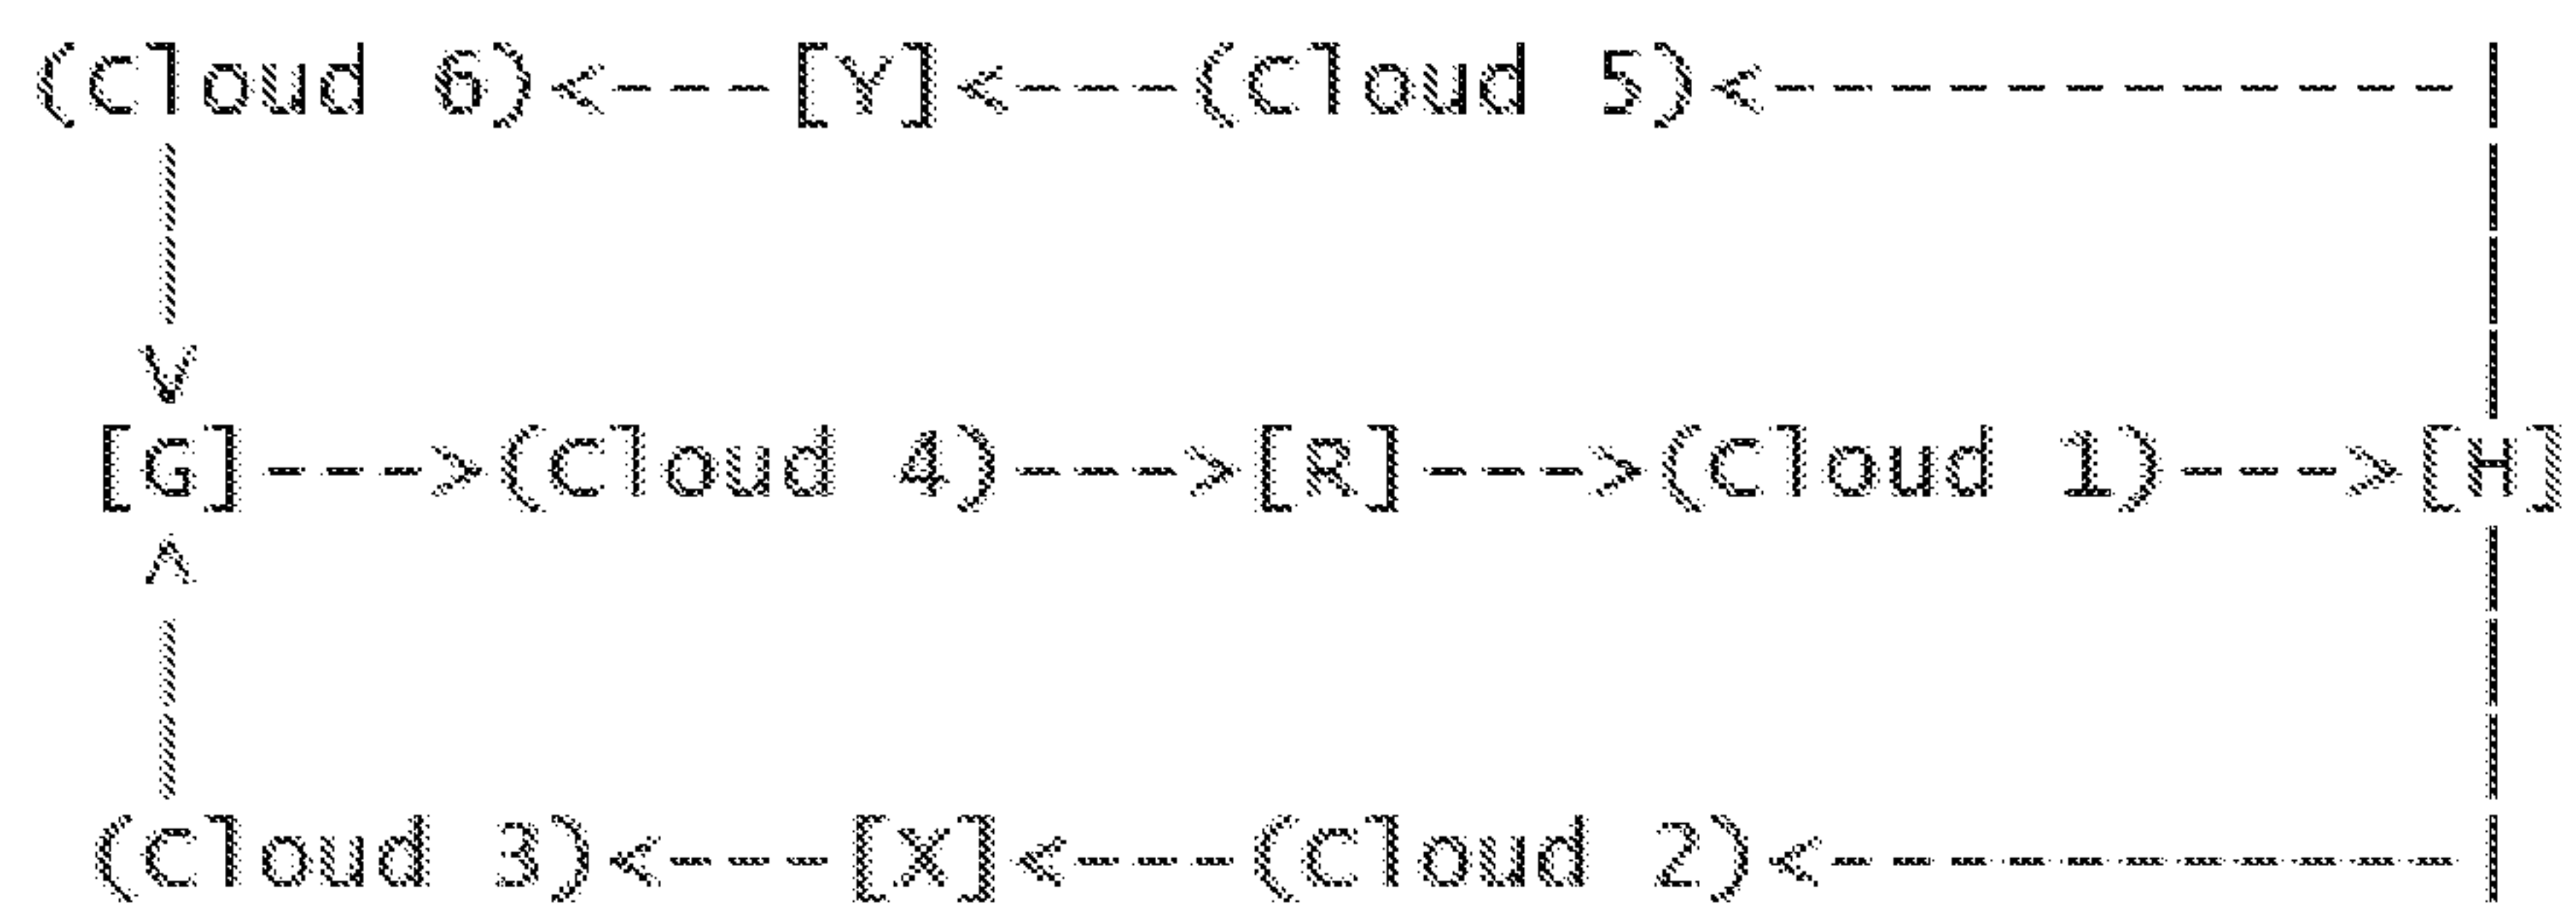 (Cloud 6)<---[Y]<---(Cloud 5)<------------|
|
|
V
[G]--->(Cloud 4)--->[R]--->(Cloud 1)--->[H]
^
|
|
(Cloud 3)<---[X]<---(Cloud 2)<-----------|